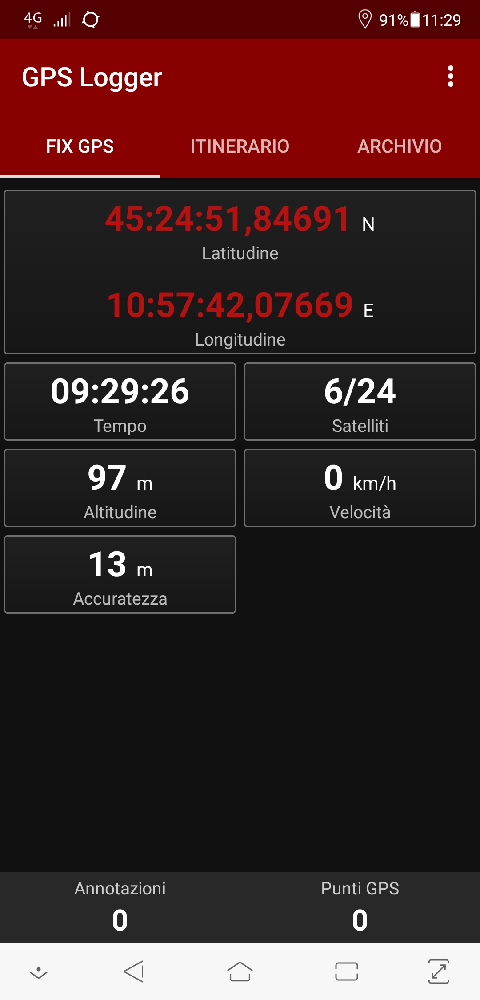 4G 91% 11:29
GPS Logger
FIX GPS ITINERARIO ARCHIVIO
45:24:51,84691 N
Latitudine
10:57:42,07669 E
Longitudine
09:29:26 6/24
Tempo Satelliti
97 m 0 km/h
Altitudine Velocità
13 m
Accuratezza
Annotazioni Punti GPS
0 0